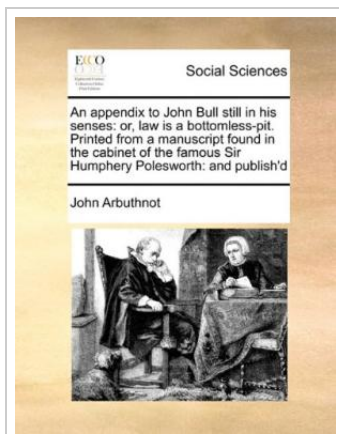 ECCO
Social Sciences
An appendix to John Bull still in his
senses: or, law is a bottomless-pit.
Printed from a manuscript found in
the cabinet of the famous Sir
Humphery Polesworth: and publish'd
John Arbuthnot